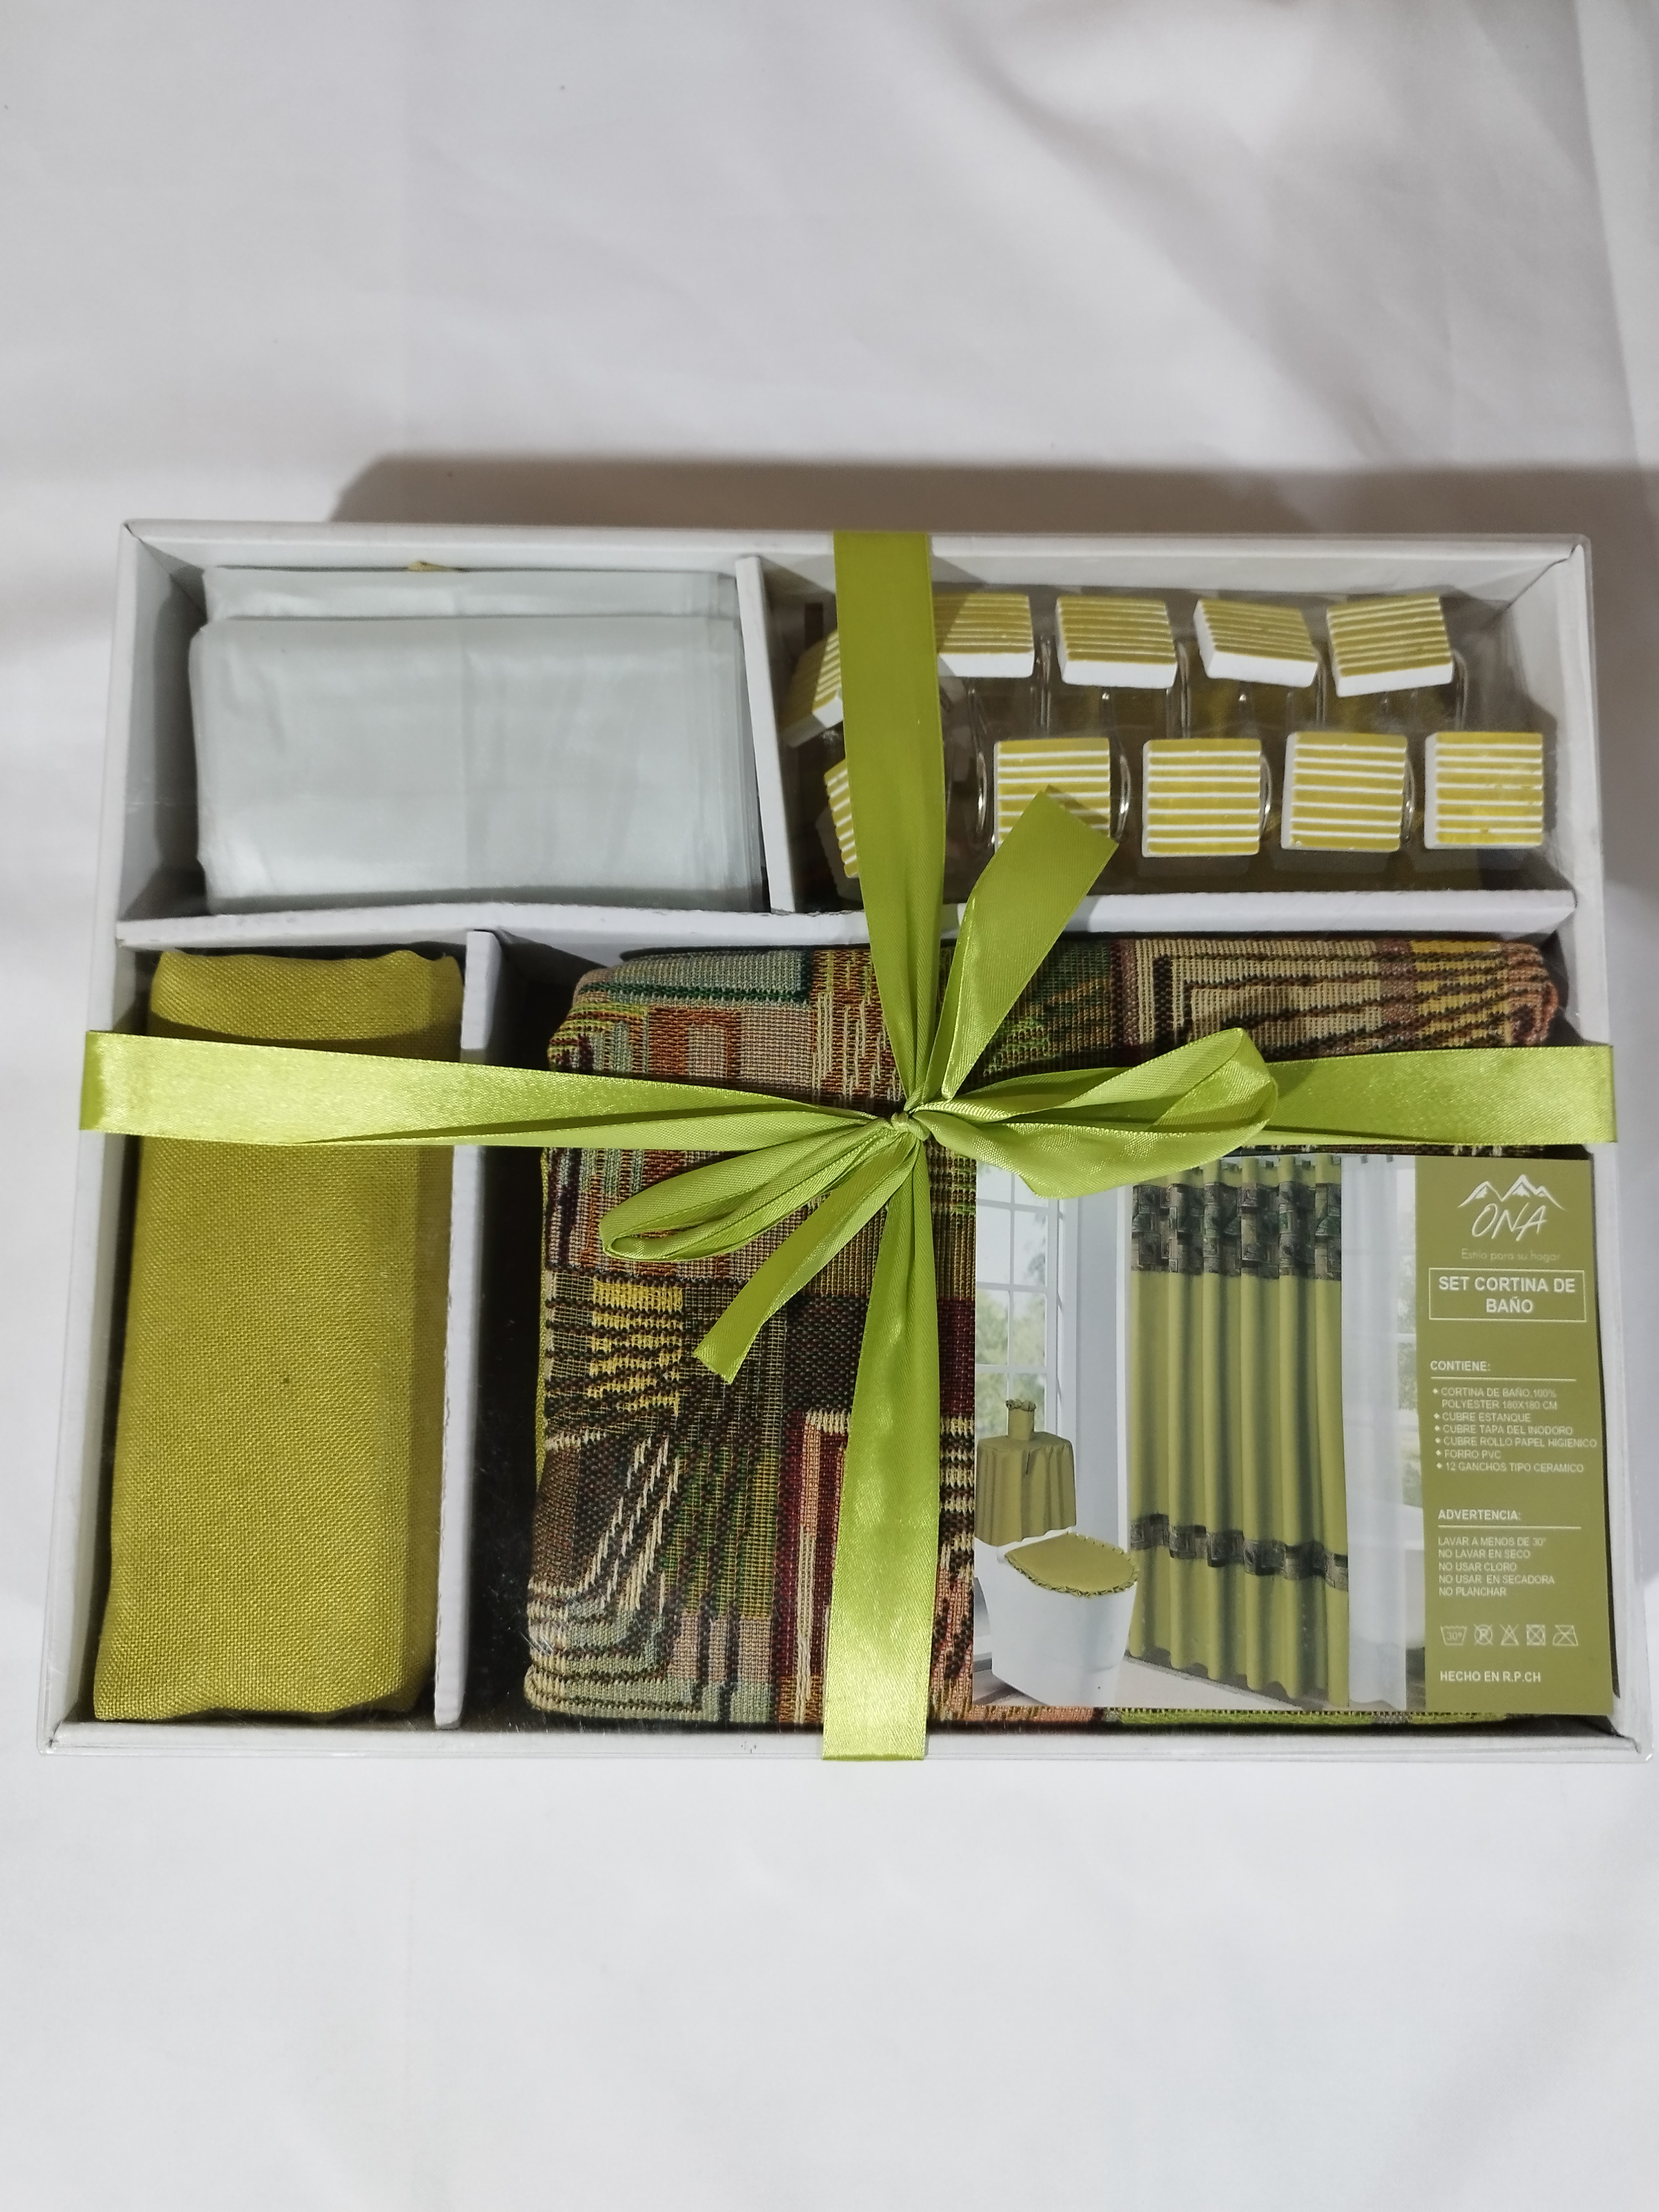 ONA
Estilo para su hogar
SET CORTINA DE
BAÑO
CONTIENE:
• CORTINA DE BAÑO,100%
POLYESTER 180X180 CM
• CUBRE ESTANQUE
• CUBRE TAPA DEL INODORO
• CUBRE ROLLO PAPEL HIGIENICO
• FORRO PVC
• 12 GANCHOS TIPO CERAMICO
ADVERTENCIA:
LAVAR A MENOS DE 30°
NO LAVAR EN SECO
NO USAR CLORO
NO USAR EN SECADORA
NO PLANCHAR
30°
HECHO EN R.P.CH